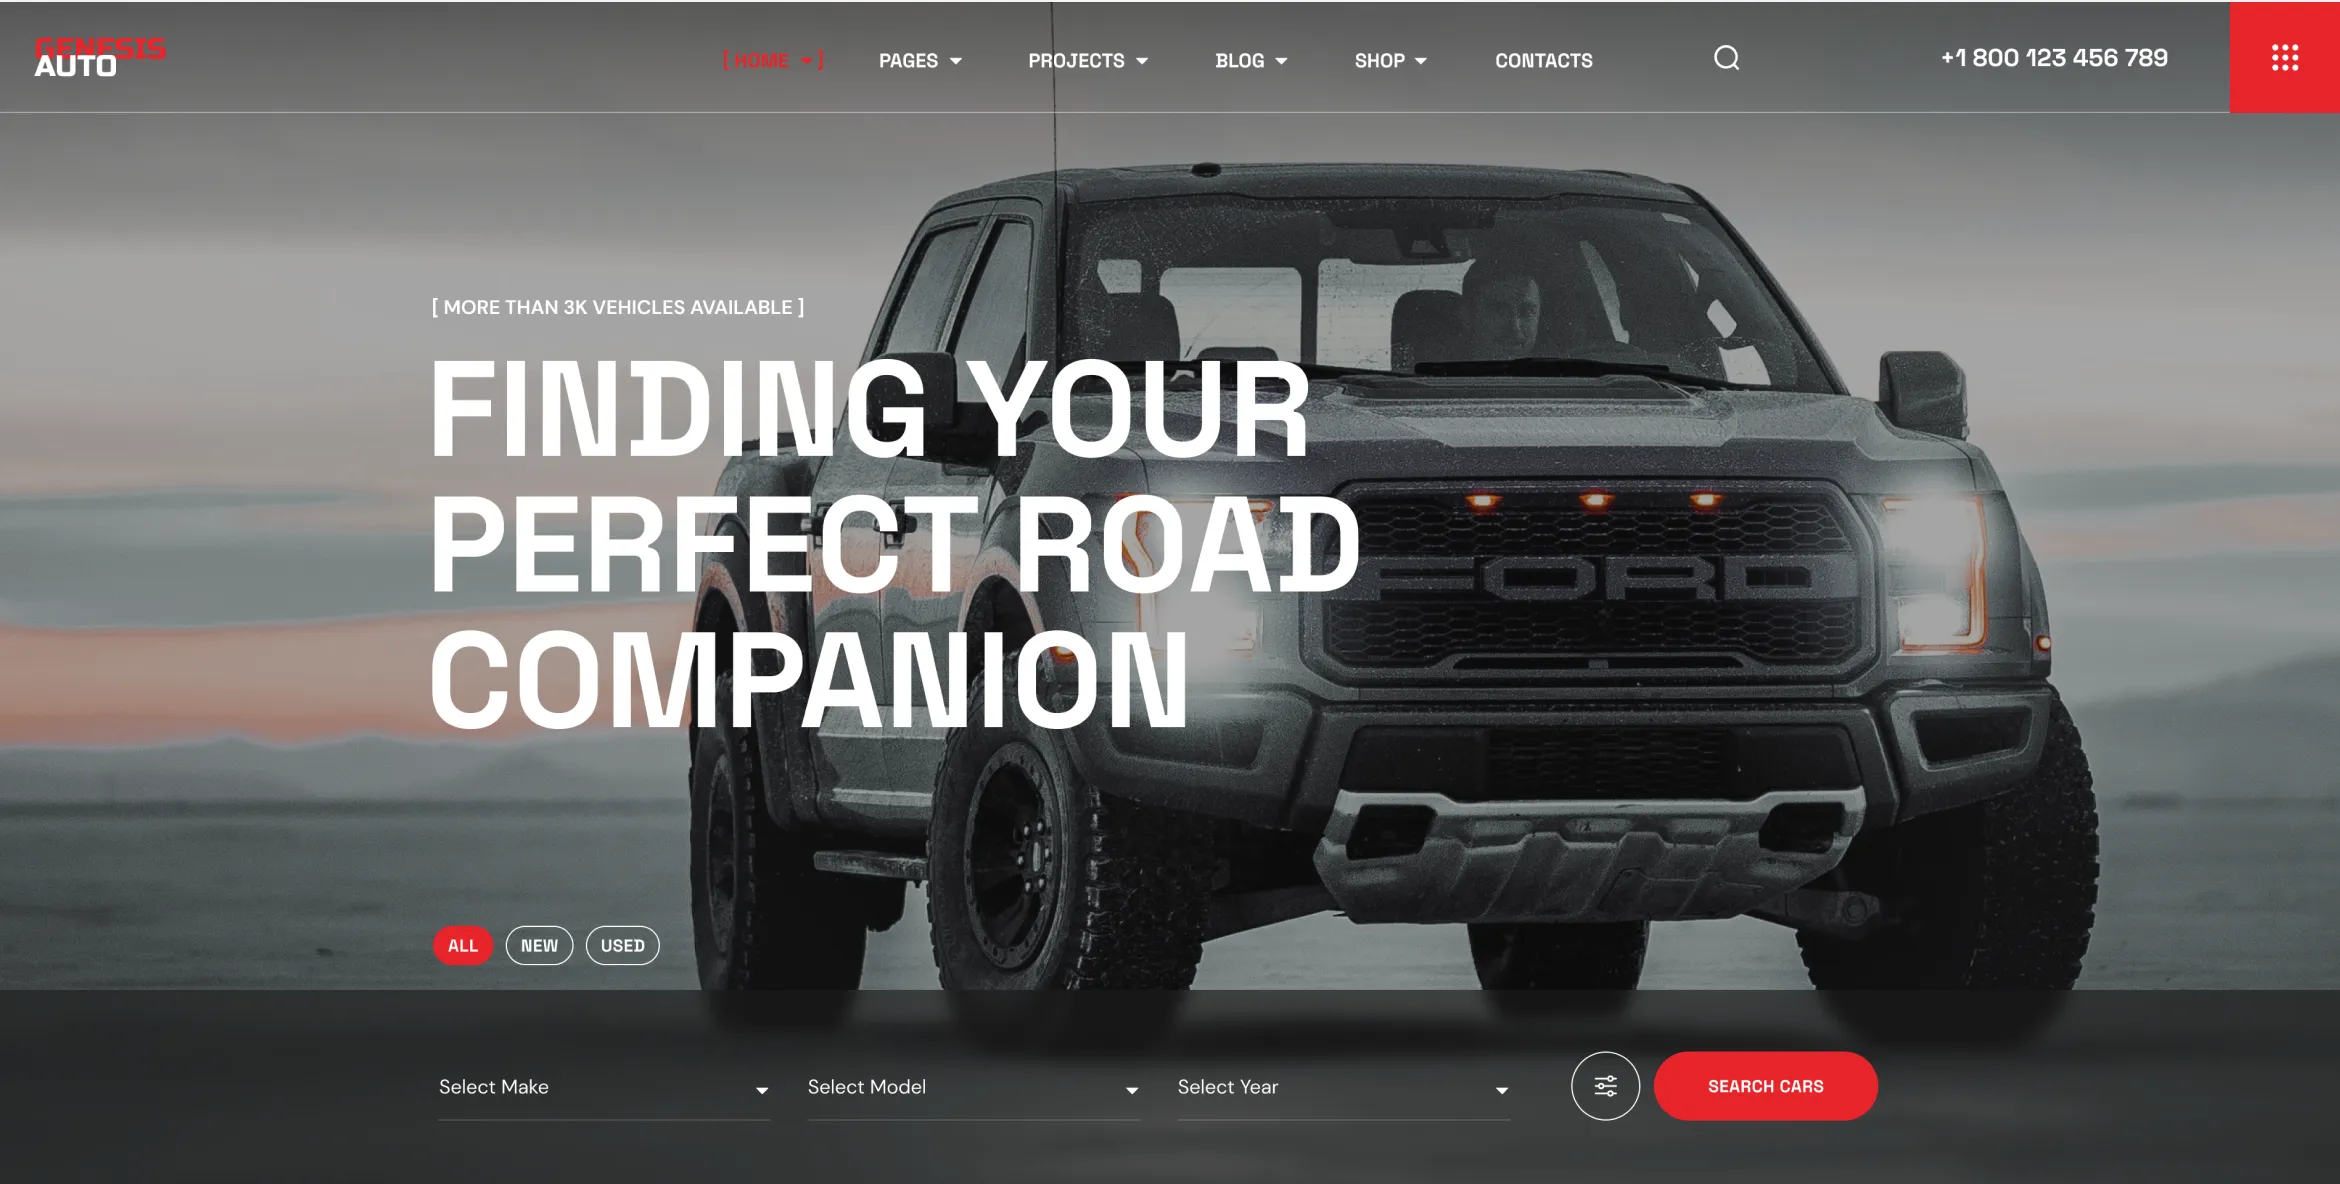 GENESIS
AUTO
[ HOME ]
PAGES
PROJECTS
BLOG
SHOP
CONTACTS
+1 800 123 456 789
[ MORE THAN 3K VEHICLES AVAILABLE ]
FINDING YOUR
PERFECT ROAD
COMPANION
FORD
ALL
NEW
USED
Select Make
Select Model
Select Year
SEARCH CARS